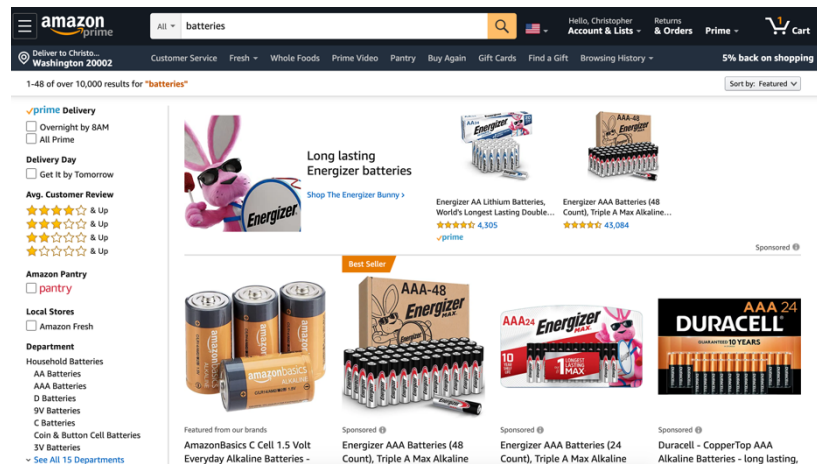 amazon
prime
All
batteries
Hello, Christopher
Account & Lists
Returns
& Orders
Prime
1
Cart
Deliver to Christo...
Washington 20002
Customer Service
Fresh
Whole Foods
Prime Video
Pantry
Buy Again
Gift Cards
Find a Gift
Browsing History
5% back on shopping
1-48 of over 10,000 results for "batteries"
Sort by: Featured
prime Delivery
Overnight by 8AM
All Prime
Delivery Day
Get It by Tomorrow
Avg. Customer Review
& Up
& Up
& Up
& Up
Amazon Pantry
pantry
Local Stores
Amazon Fresh
Department
Household Batteries
AA Batteries
AAA Batteries
D Batteries
9V Batteries
C Batteries
Coin & Button Cell Batteries
3V Batteries
See All 15 Departments
Energizer
Long lasting
Energizer batteries
Shop The Energizer Bunny ›
Energizer
Energizer AA Lithium Batteries,
World's Longest Lasting Double...
4,305
prime
AAA-48
Energizer
Energizer AAA Batteries (48
Count), Triple A Max Alkaline...
43,084
Sponsored
amazonbasics
ALKALINE
Featured from our brands
AmazonBasics C Cell 1.5 Volt
Everyday Alkaline Batteries -
Best Seller
AAA-48
Energizer
MAX
Sponsored
Energizer AAA Batteries (48
Count), Triple A Max Alkaline
AAA24
Energizer
MAX
10
LONGEST
LASTING
MAX
Sponsored
Energizer AAA Batteries (24
Count), Triple A Max Alkaline
AAA 24
DURACELL
GUARANTEED 10 YEARS
Sponsored
Duracell - CopperTop AAA
Alkaline Batteries - long lasting,